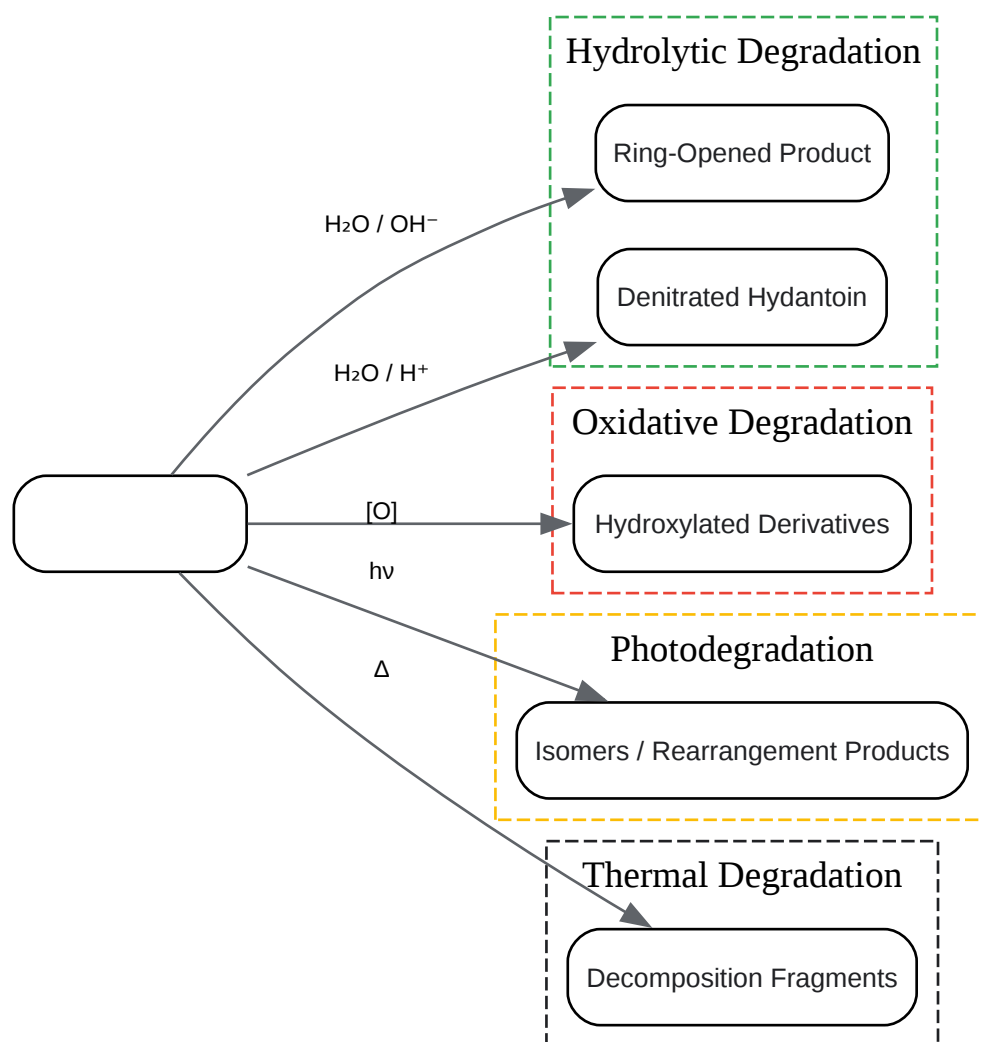 Hydrolytic Degradation
Ring-Opened Product
H₂O / OH⁻
Denitrated Hydantoin
H₂O / H⁺
Oxidative Degradation
[O]
Hydroxylated Derivatives
hν
Photodegradation
Δ
Isomers / Rearrangement Products
Thermal Degradation
Decomposition Fragments